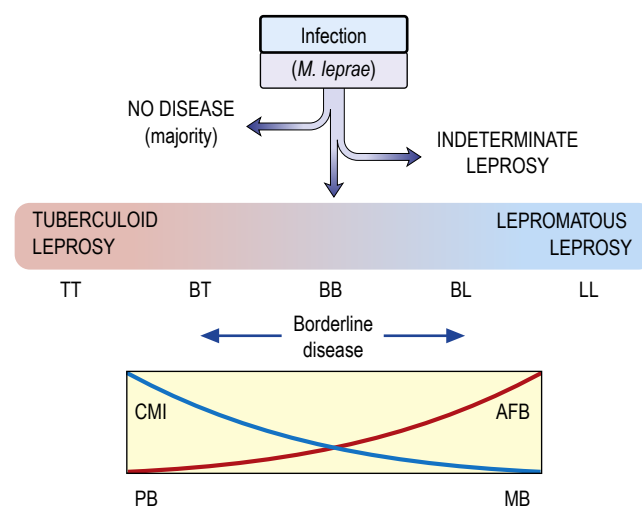 Infection
(M. leprae)
NO DISEASE
(majority)
INDETERMINATE
LEPROSY
TUBERCULOID
LEPROSY
LEPROMATOUS
LEPROSY
TT BT BB BL LL
Borderline
disease
CMI AFB
PB MB